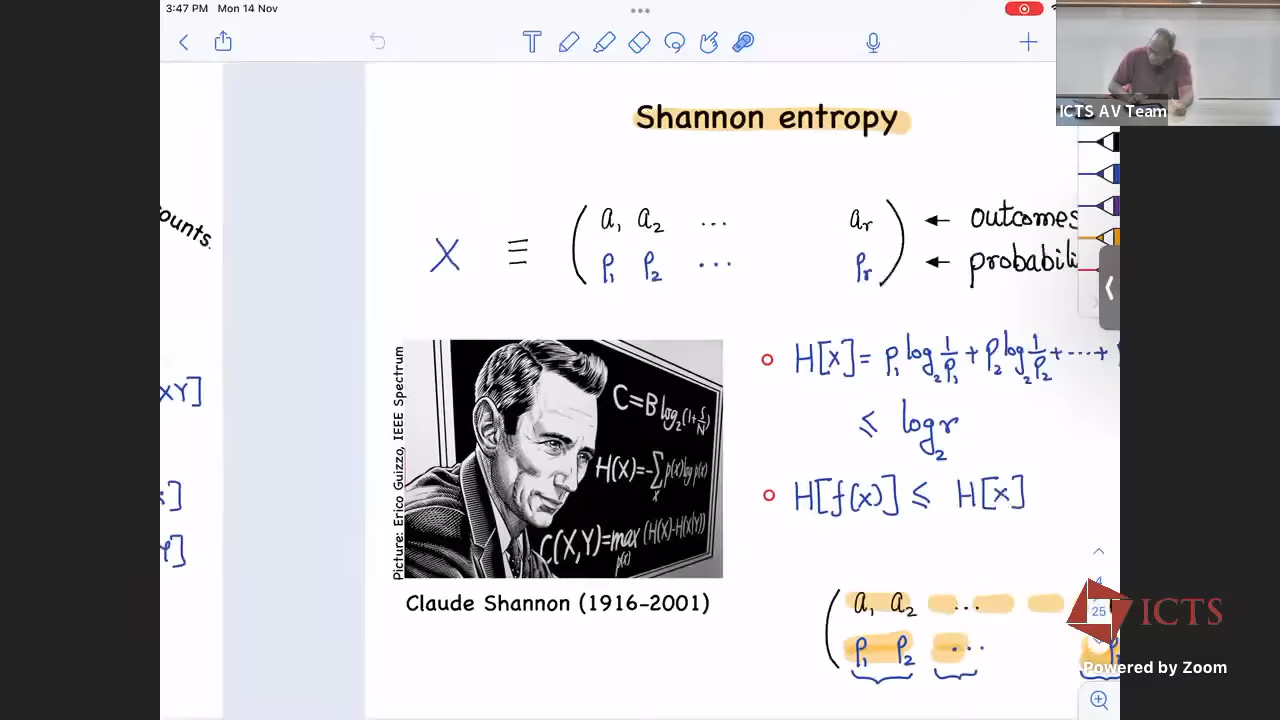 3:47 PM Mon 14 Nov
ICTS AV Team
Shannon entropy
ounts.
X ≡ ( a₁ a₂ ... aᵣ ) ← outcomes
p₁ p₂ ... pᵣ ← probabili
XY]
]
Y]
Picture: Erico Guizzo, IEEE Spectrum
C=B log₂(1+S/N)
H(X)=-∑ₓ p(x)log p(x)
C(X,Y)=max p(x) (H(X)-H(X|Y))
Claude Shannon (1916-2001)
H[X]= p₁ log₂ 1/p₁ + p₂ log₂ 1/p₂ + ... +
≤ log₂ r
H[f(x)] ≤ H[X]
( a₁ a₂ ...
p₁ p₂ ...
4
25
ICTS
Powered by Zoom